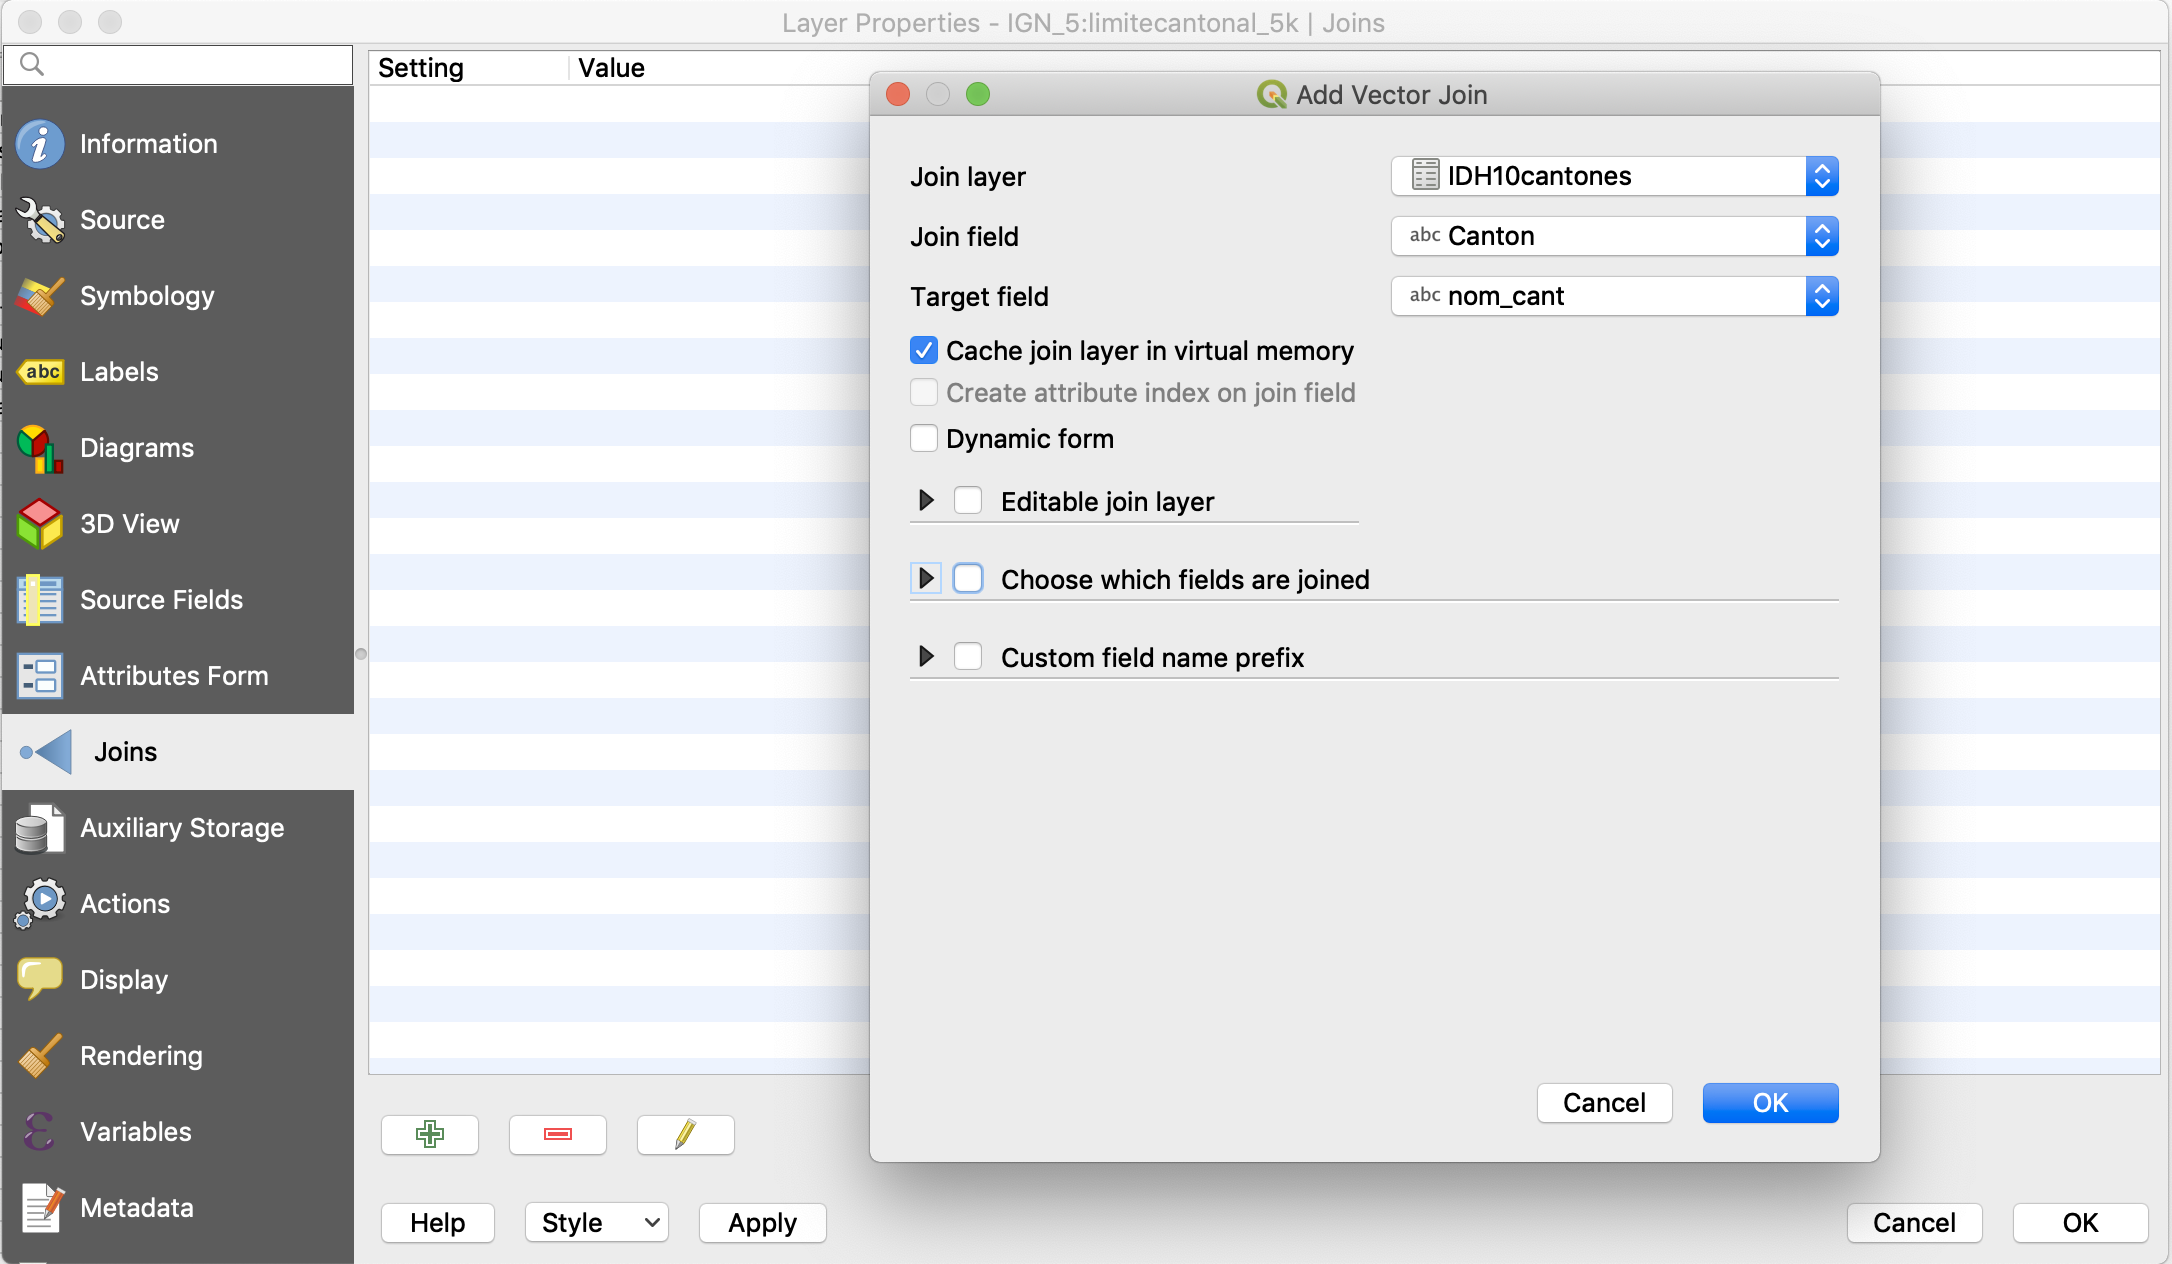 Layer Properties - IGN_5:limitecantonal_5k | Joins
Setting Value
Information
Source
Symbology
abc Labels
Diagrams
3D View
Source Fields
Attributes Form
Joins
Auxiliary Storage
Actions
Display
Rendering
Variables
Metadata
Add Vector Join
Join layer IDH10cantones
Join field abc Canton
Target field abc nom_cant
Cache join layer in virtual memory
Create attribute index on join field
Dynamic form
Editable join layer
Choose which fields are joined
Custom field name prefix
Cancel OK
Help Style Apply Cancel OK